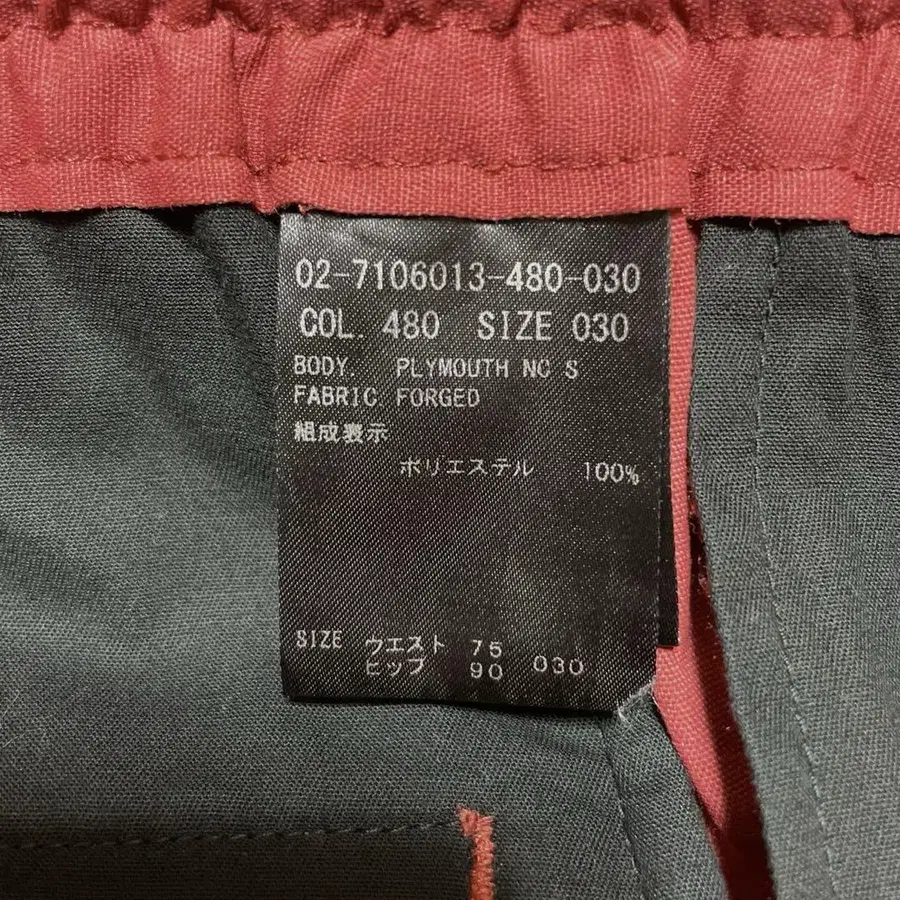 02-7106013-480-030
COL. 480 SIZE 030
BODY. PLYMOUTH NC S
FABRIC. FORGED
組成表示
ポリエステル 100%
SIZE ウエスト 75
ヒップ 90 030